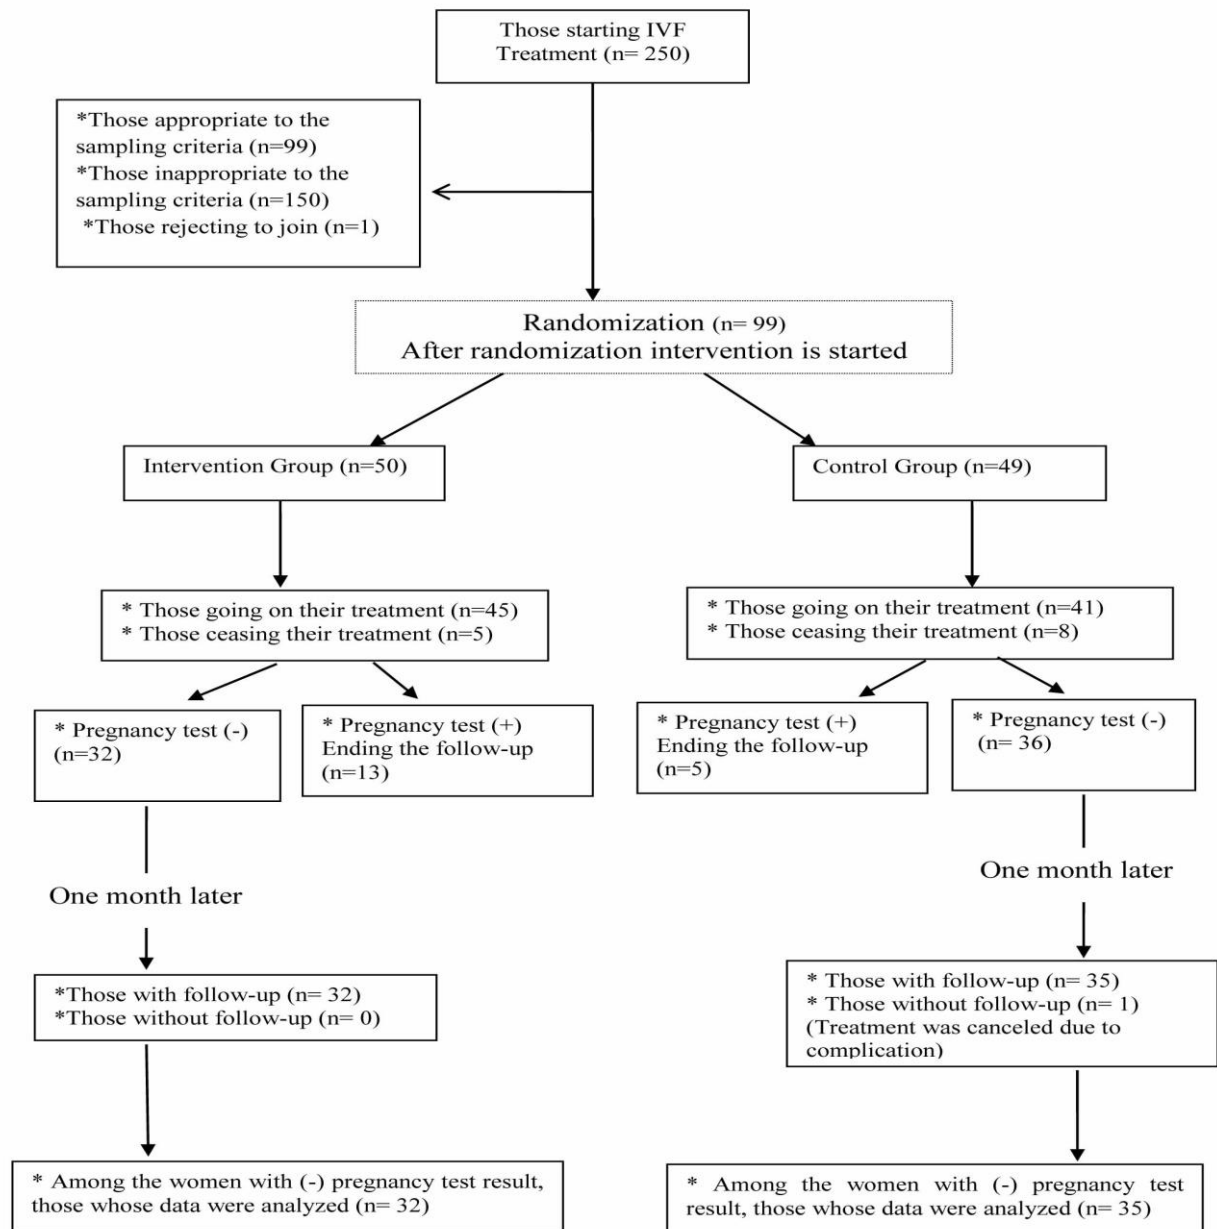 Those starting IVF
Treatment (n= 250)
*Those appropriate to the
sampling criteria (n=99)
*Those inappropriate to the
sampling criteria (n=150)
*Those rejecting to join (n=1)
Randomization (n= 99)
After randomization intervention is started
Intervention Group (n=50)
Control Group (n=49)
* Those going on their treatment (n=45)
* Those ceasing their treatment (n=5)
* Those going on their treatment (n=41)
* Those ceasing their treatment (n=8)
* Pregnancy test (-)
(n=32)
* Pregnancy test (+)
Ending the follow-up
(n=13)
* Pregnancy test (+)
Ending the follow-up
(n=5)
* Pregnancy test (-)
(n= 36)
One month later
One month later
*Those with follow-up (n= 32)
*Those without follow-up (n= 0)
* Those with follow-up (n= 35)
* Those without follow-up (n= 1)
(Treatment was canceled due to
complication)
* Among the women with (-) pregnancy test result,
those whose data were analyzed (n= 32)
* Among the women with (-) pregnancy test
result, those whose data were analyzed (n= 35)